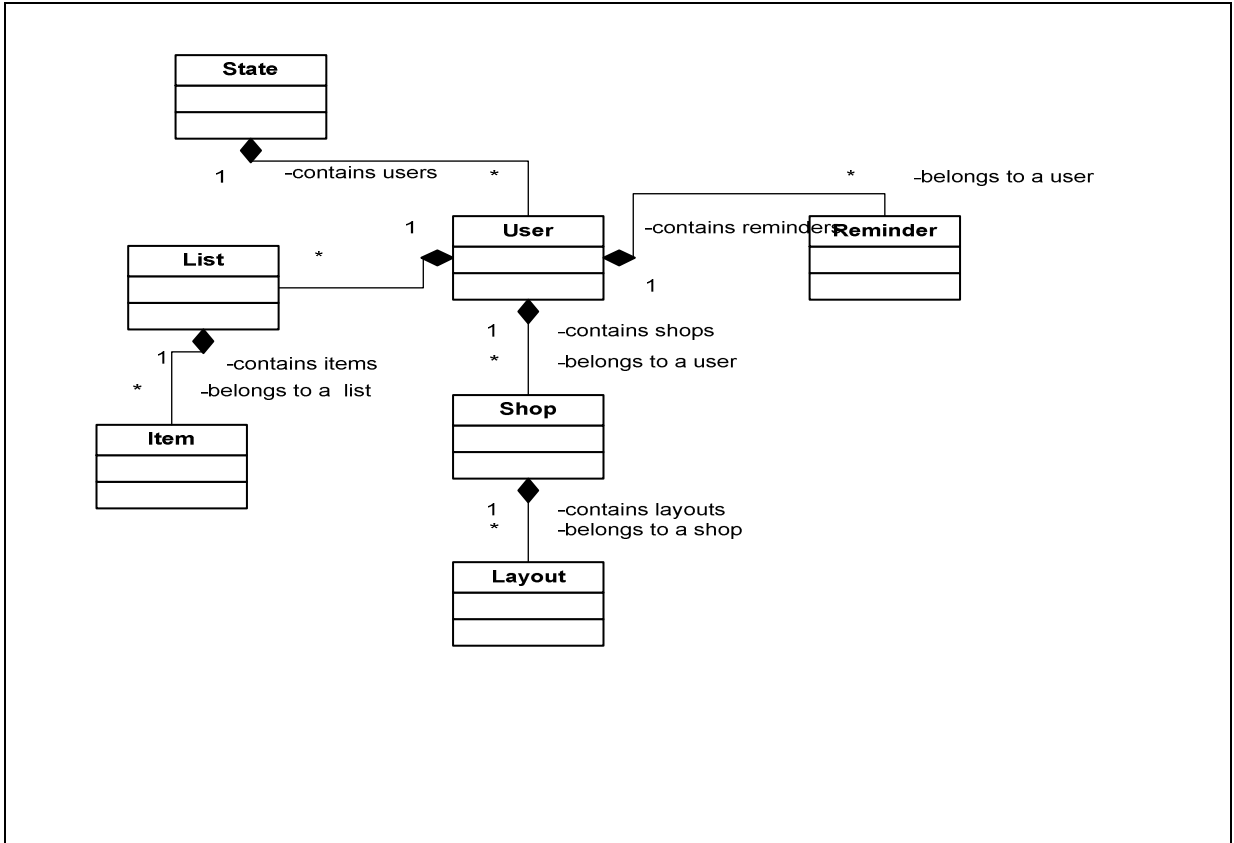 State
1 -contains users *
* -belongs to a user
1
User
-contains reminders
Reminder
List
*
1
1 -contains shops
* -belongs to a user
1 -contains items
* -belongs to a  list
Shop
Item
1 -contains layouts
* -belongs to a shop
Layout